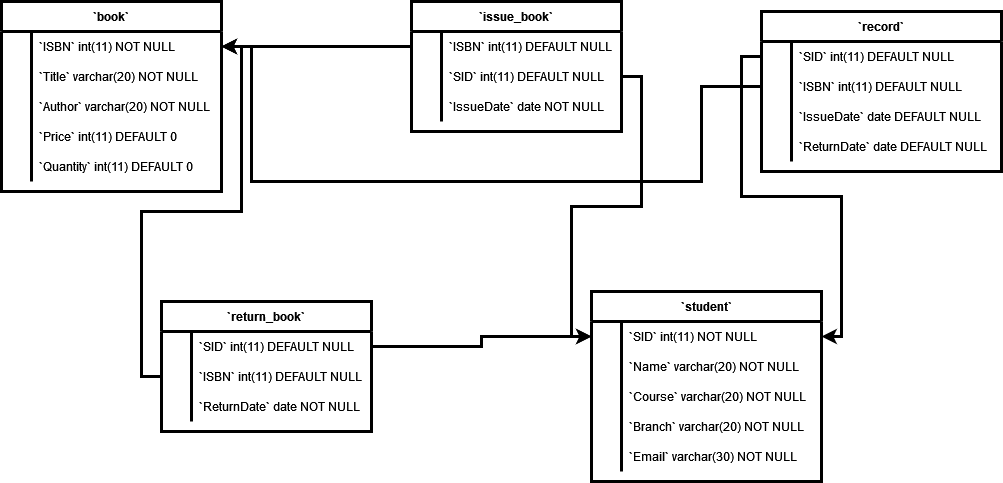 `book`
`ISBN` int(11) NOT NULL
`Title` varchar(20) NOT NULL
`Author` varchar(20) NOT NULL
`Price` int(11) DEFAULT 0
`Quantity` int(11) DEFAULT 0
`issue_book`
`ISBN` int(11) DEFAULT NULL
`SID` int(11) DEFAULT NULL
`IssueDate` date NOT NULL
`record`
`SID` int(11) DEFAULT NULL
`ISBN` int(11) DEFAULT NULL
`IssueDate` date DEFAULT NULL
`ReturnDate` date DEFAULT NULL
`return_book`
`SID` int(11) DEFAULT NULL
`ISBN` int(11) DEFAULT NULL
`ReturnDate` date NOT NULL
`student`
`SID` int(11) NOT NULL
`Name` varchar(20) NOT NULL
`Course` varchar(20) NOT NULL
`Branch` varchar(20) NOT NULL
`Email` varchar(30) NOT NULL